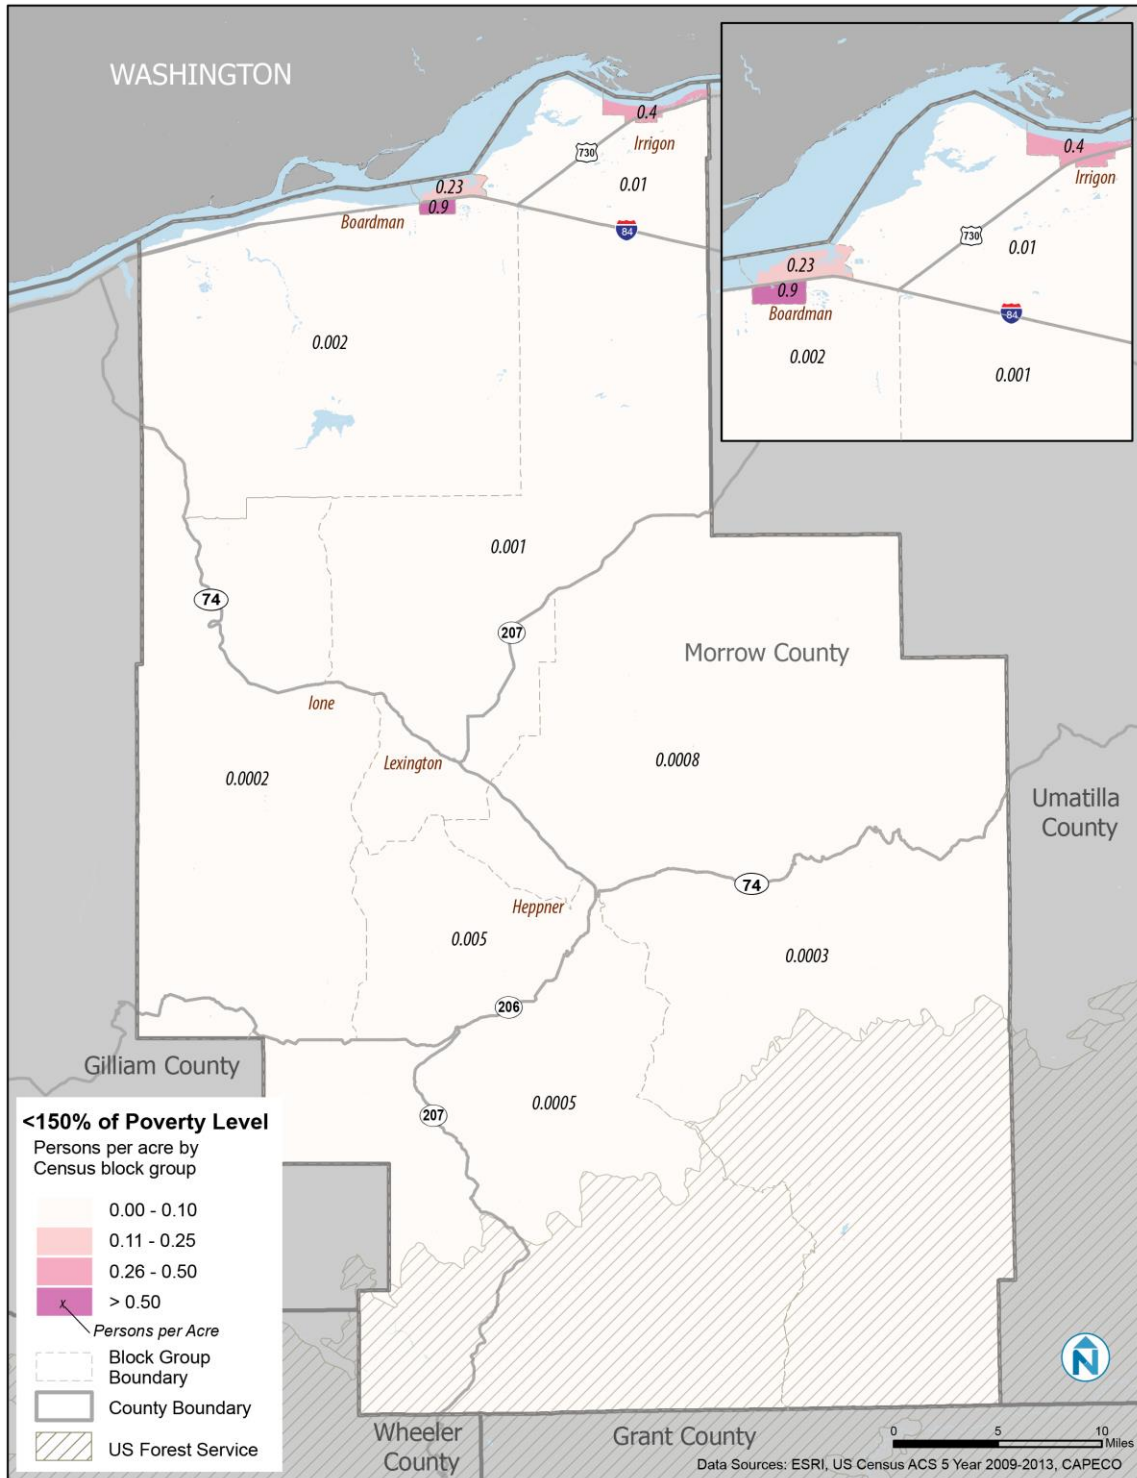 WASHINGTON
0.4
Irrigon
730
0.01
0.23
0.9
Boardman
84
0.002
0.4
Irrigon
730
0.01
0.23
0.9
Boardman
84
0.002
0.001
0.001
74
207
Morrow County
Ione
Lexington
0.0002
0.0008
Umatilla
County
74
Heppner
0.005
0.0003
206
Gilliam County
0.0005
207
<150% of Poverty Level
Persons per acre by
Census block group
0.00 - 0.10
0.11 - 0.25
0.26 - 0.50
> 0.50
x
Persons per Acre
Block Group
Boundary
County Boundary
US Forest Service
N
Wheeler
County
Grant County
0 5 10
Miles
Data Sources: ESRI, US Census ACS 5 Year 2009-2013, CAPECO